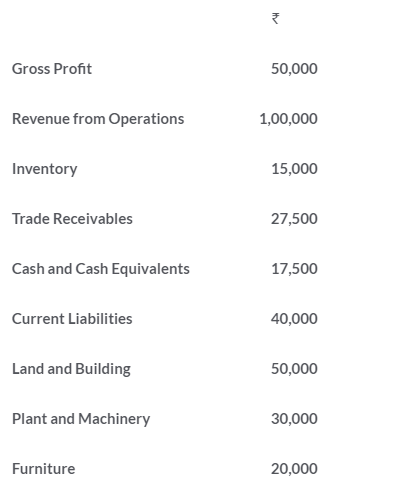 ₹
Gross Profit 50,000
Revenue from Operations 1,00,000
Inventory 15,000
Trade Receivables 27,500
Cash and Cash Equivalents 17,500
Current Liabilities 40,000
Land and Building 50,000
Plant and Machinery 30,000
Furniture 20,000